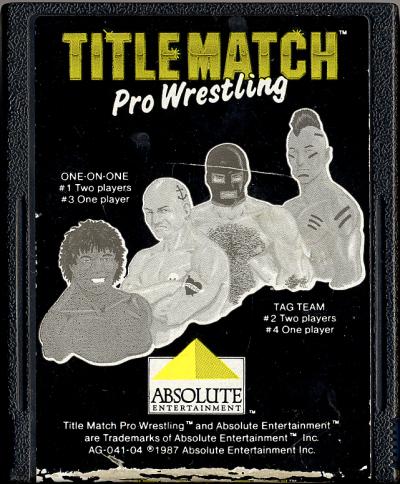 TITLE MATCH™
Pro Wrestling
ONE-ON-ONE
#1 Two players
#3 One player
TAG TEAM
#2 Two players
#4 One player
ABSOLUTE
ENTERTAINMENT™
Title Match Pro Wrestling™ and Absolute Entertainment™
are Trademarks of Absolute Entertainment™ Inc.
AG-041-04 ©1987 Absolute Entertainment Inc.